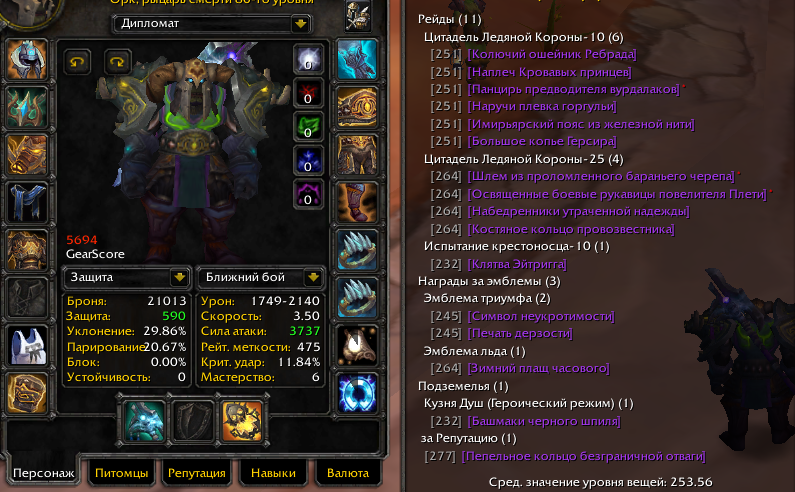 Орк, рыцарь смерти 80-го уровня
Дипломат
0
0
0
0
0
5694
GearScore
Защита
Ближний бой
Броня: 21013
Защита: 590
Уклонение: 29.86%
Парирование 20.67%
Блок: 0.00%
Устойчивость: 0
Урон: 1749-2140
Скорость: 3.50
Сила атаки: 3737
Рейт. меткости: 475
Крит. удар: 11.84%
Мастерство: 6
Персонаж
Питомцы
Репутация
Навыки
Валюта
Рейды (11)
Цитадель Ледяной Короны-10 (6)
[251] [Колючий ошейник Ребрада]
[251] [Наплеч Кровавых принцев]
[251] [Панцирь предводителя вурдалаков]
[251] [Наручи плевка горгульи]
[251] [Имирьярский пояс из железной нити]
[251] [Большое копье Герсира]
Цитадель Ледяной Короны-25 (4)
[264] [Шлем из проломленного бараньего черепа]
[264] [Освященные боевые рукавицы повелителя Плети]
[264] [Набедренники утраченной надежды]
[264] [Костяное кольцо провозвестника]
Испытание крестоносца-10 (1)
[232] [Клятва Эйтригга]
Награды за эмблемы (3)
Эмблема триумфа (2)
[245] [Символ неукротимости]
[245] [Печать дерзости]
Эмблема льда (1)
[264] [Зимний плащ часового]
Подземелья (1)
Кузня Душ (Героический режим) (1)
[232] [Башмаки черного шпиля]
за Репутацию (1)
[277] [Пепельное кольцо безграничной отваги]
Сред. значение уровня вещей: 253.56